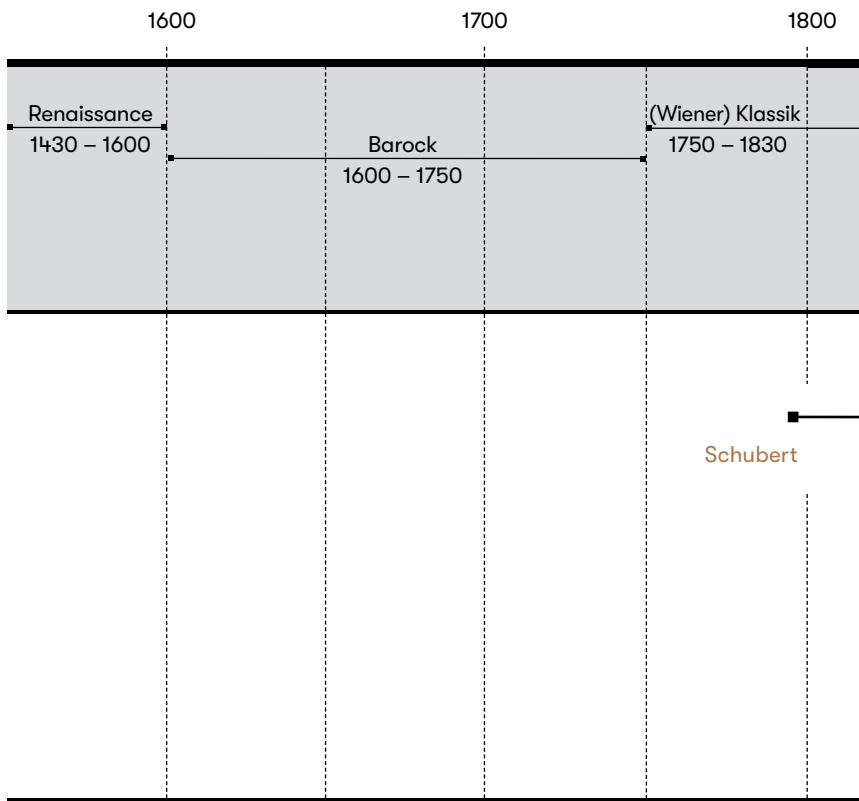 1600
1700
1800
Renaissance
1430 – 1600
Barock
1600 – 1750
(Wiener) Klassik
1750 – 1830
Schubert